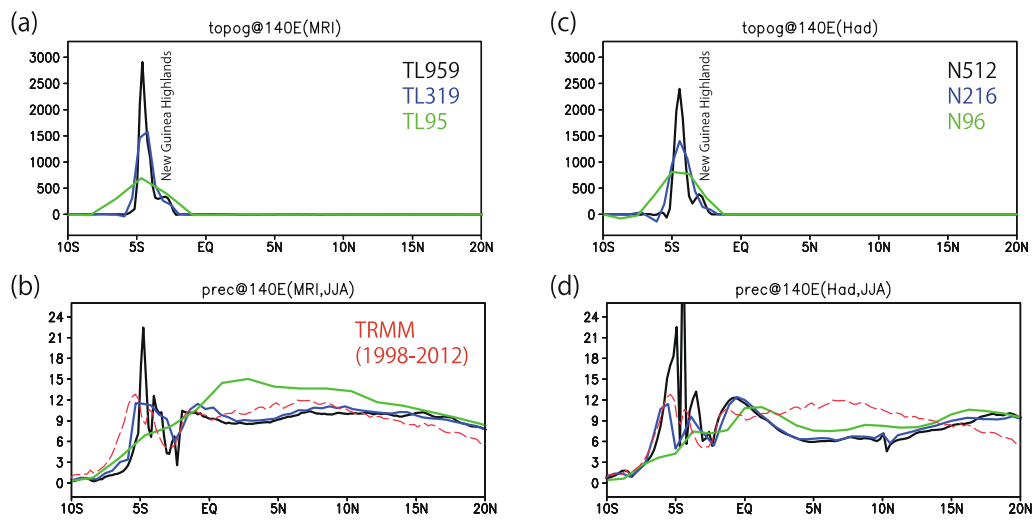 (a)
topog@140E(MRI)
3000
2500
2000
1500
1000
500
0
New Guinea Highlands
TL959
TL319
TL95
10S 5S EQ 5N 10N 15N 20N
(c)
topog@140E(Had)
3000
2500
2000
1500
1000
500
0
New Guinea Highlands
N512
N216
N96
10S 5S EQ 5N 10N 15N 20N
(b)
prec@140E(MRI,JJA)
24
21
18
15
12
9
6
3
0
TRMM
(1998-2012)
10S 5S EQ 5N 10N 15N 20N
(d)
prec@140E(Had,JJA)
24
21
18
15
12
9
6
3
0
10S 5S EQ 5N 10N 15N 20N